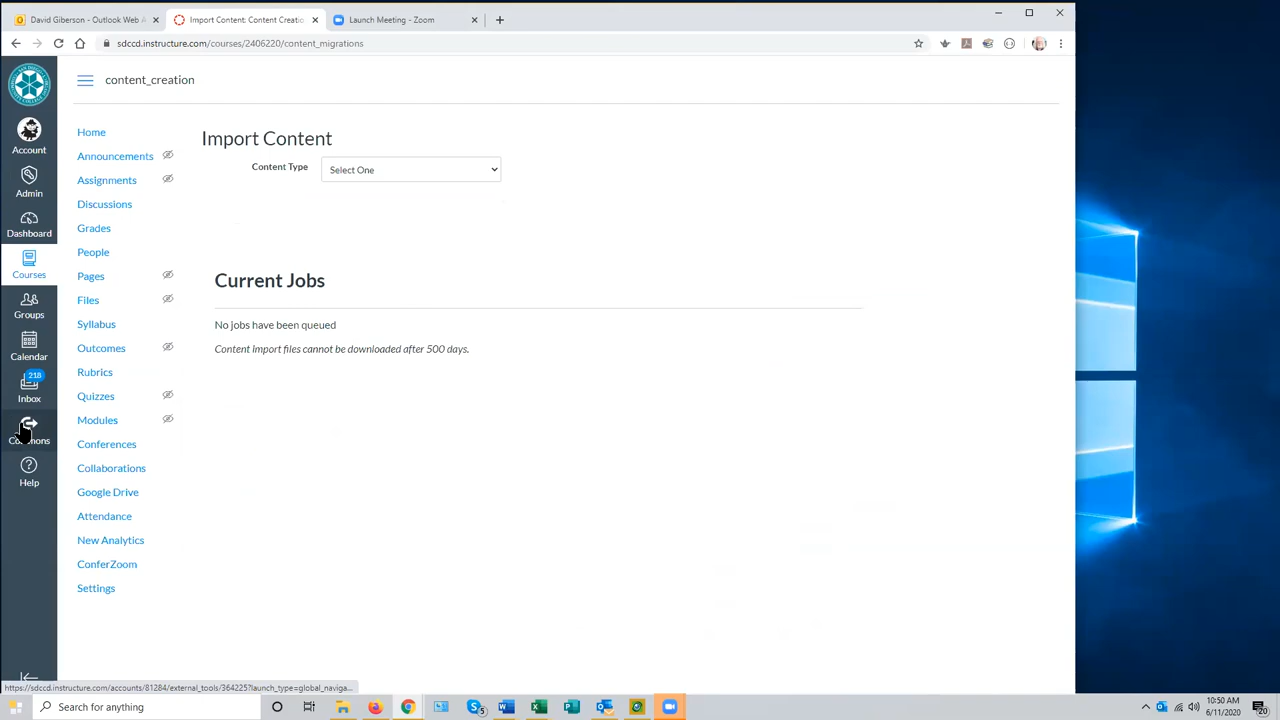 David Giberson - Outlook Web A
Import Content: Content Creatio
Launch Meeting - Zoom
sdccd.instructure.com/courses/2406220/content_migrations
content_creation
Account
Admin
Dashboard
Courses
Groups
Calendar
218
Inbox
Commons
Help
Home
Announcements
Assignments
Discussions
Grades
People
Pages
Files
Syllabus
Outcomes
Rubrics
Quizzes
Modules
Conferences
Collaborations
Google Drive
Attendance
New Analytics
ConferZoom
Settings
Import Content
Content Type
Select One
Current Jobs
No jobs have been queued
Content Import files cannot be downloaded after 500 days.
https://sdccd.instructure.com/accounts/81284/external_tools/364225?launch_type=global_naviga...
Search for anything
5
10:50 AM
6/11/2020
20